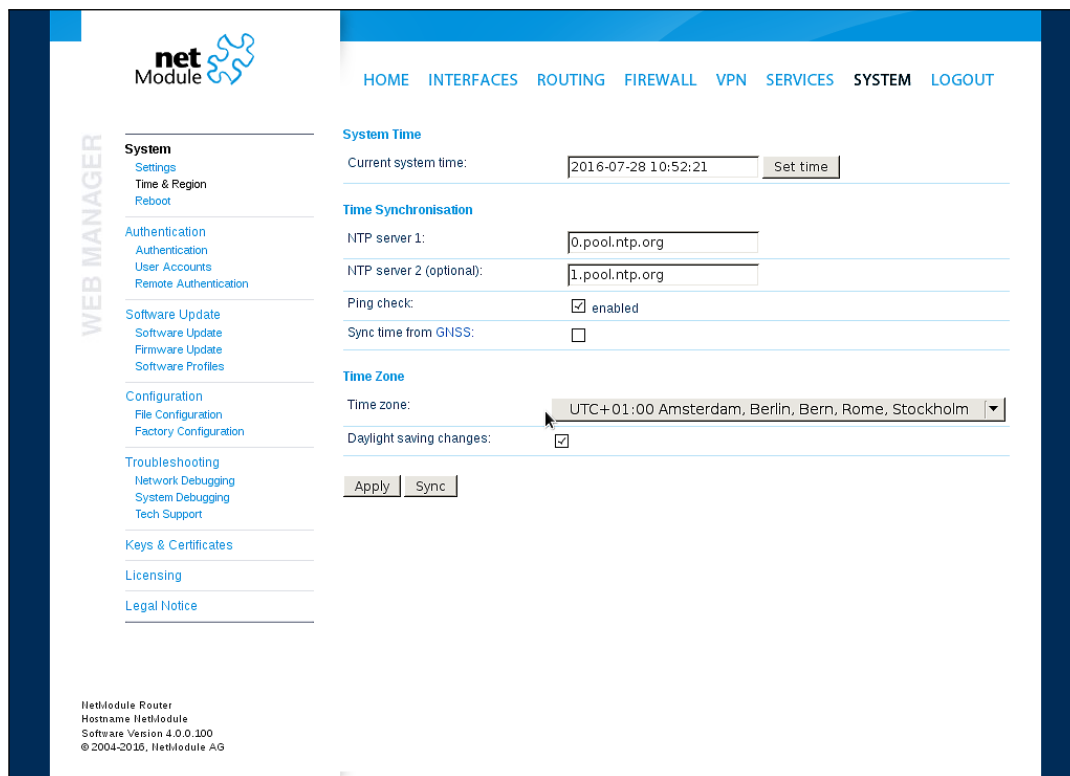 net
Module
HOME INTERFACES ROUTING FIREWALL VPN SERVICES SYSTEM LOGOUT
WEB MANAGER
System
Settings
Time & Region
Reboot
Authentication
Authentication
User Accounts
Remote Authentication
Software Update
Software Update
Firmware Update
Software Profiles
Configuration
File Configuration
Factory Configuration
Troubleshooting
Network Debugging
System Debugging
Tech Support
Keys & Certificates
Licensing
Legal Notice
System Time
Current system time: 2016-07-28 10:52:21 Set time
Time Synchronisation
NTP server 1: 0.pool.ntp.org
NTP server 2 (optional): 1.pool.ntp.org
Ping check: enabled
Sync time from GNSS:
Time Zone
Time zone: UTC+01:00 Amsterdam, Berlin, Bern, Rome, Stockholm
Daylight saving changes:
Apply Sync
NetModule Router
Hostname NetModule
Software Version 4.0.0.100
© 2004-2016, NetModule AG